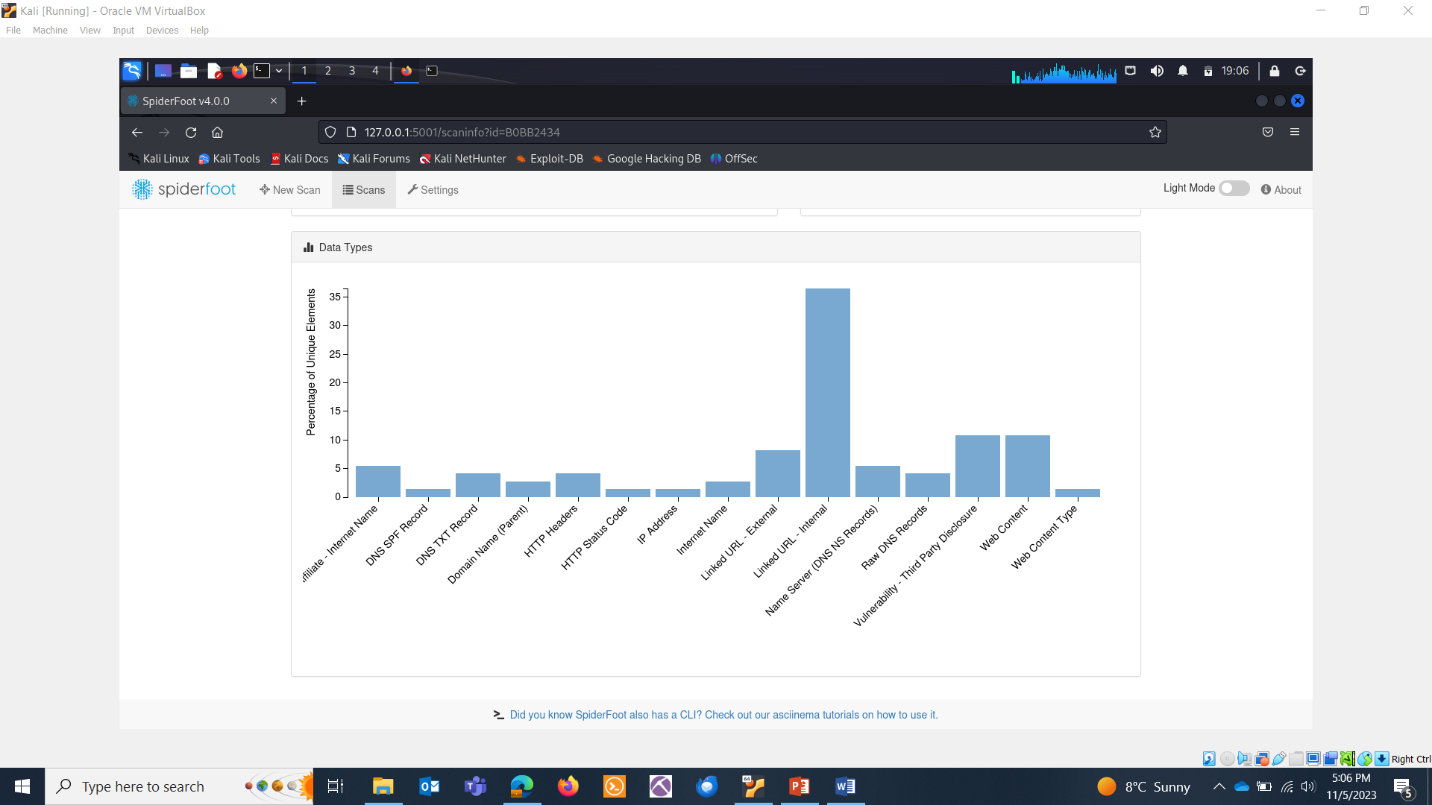 Kali [Running] - Oracle VM VirtualBox
File Machine View Input Devices Help
1 2 3 4 19:06
SpiderFoot v4.0.0
127.0.0.1:5001/scaninfo?id=B0BB2434
Kali Linux Kali Tools Kali Docs Kali Forums Kali NetHunter Exploit-DB Google Hacking DB OffSec
spiderfoot New Scan Scans Settings Light Mode About
Data Types
Percentage of Unique Elements
35
30
25
20
15
10
5
0
ffiliate - Internet Name
DNS SPF Record
DNS TXT Record
Domain Name (Parent)
HTTP Headers
HTTP Status Code
IP Address
Internet Name
Linked URL - External
Linked URL - Internal
Name Server (DNS NS Records)
Raw DNS Records
Vulnerability - Third Party Disclosure
Web Content
Web Content Type
Did you know SpiderFoot also has a CLI? Check out our asciinema tutorials on how to use it.
Right Ctrl
Type here to search
8°C Sunny
5:06 PM
11/5/2023
5